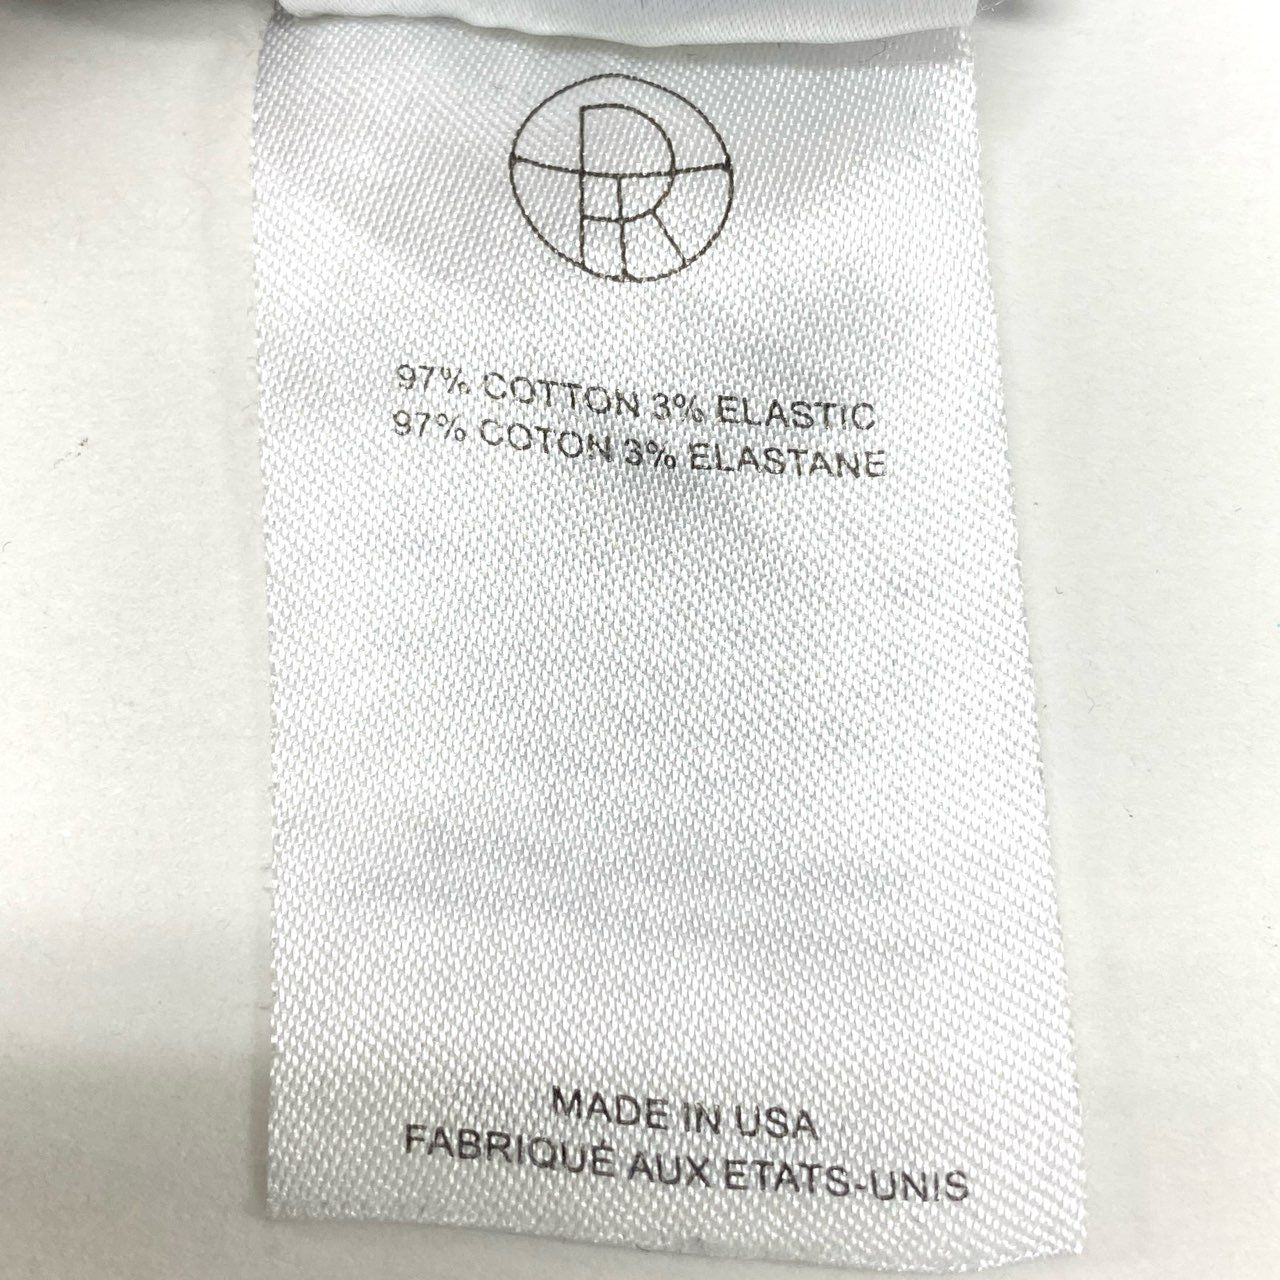 97% COTTON 3% ELASTIC
97% COTON 3% ELASTANE
MADE IN USA
FABRIQUÉ AUX ETATS-UNIS